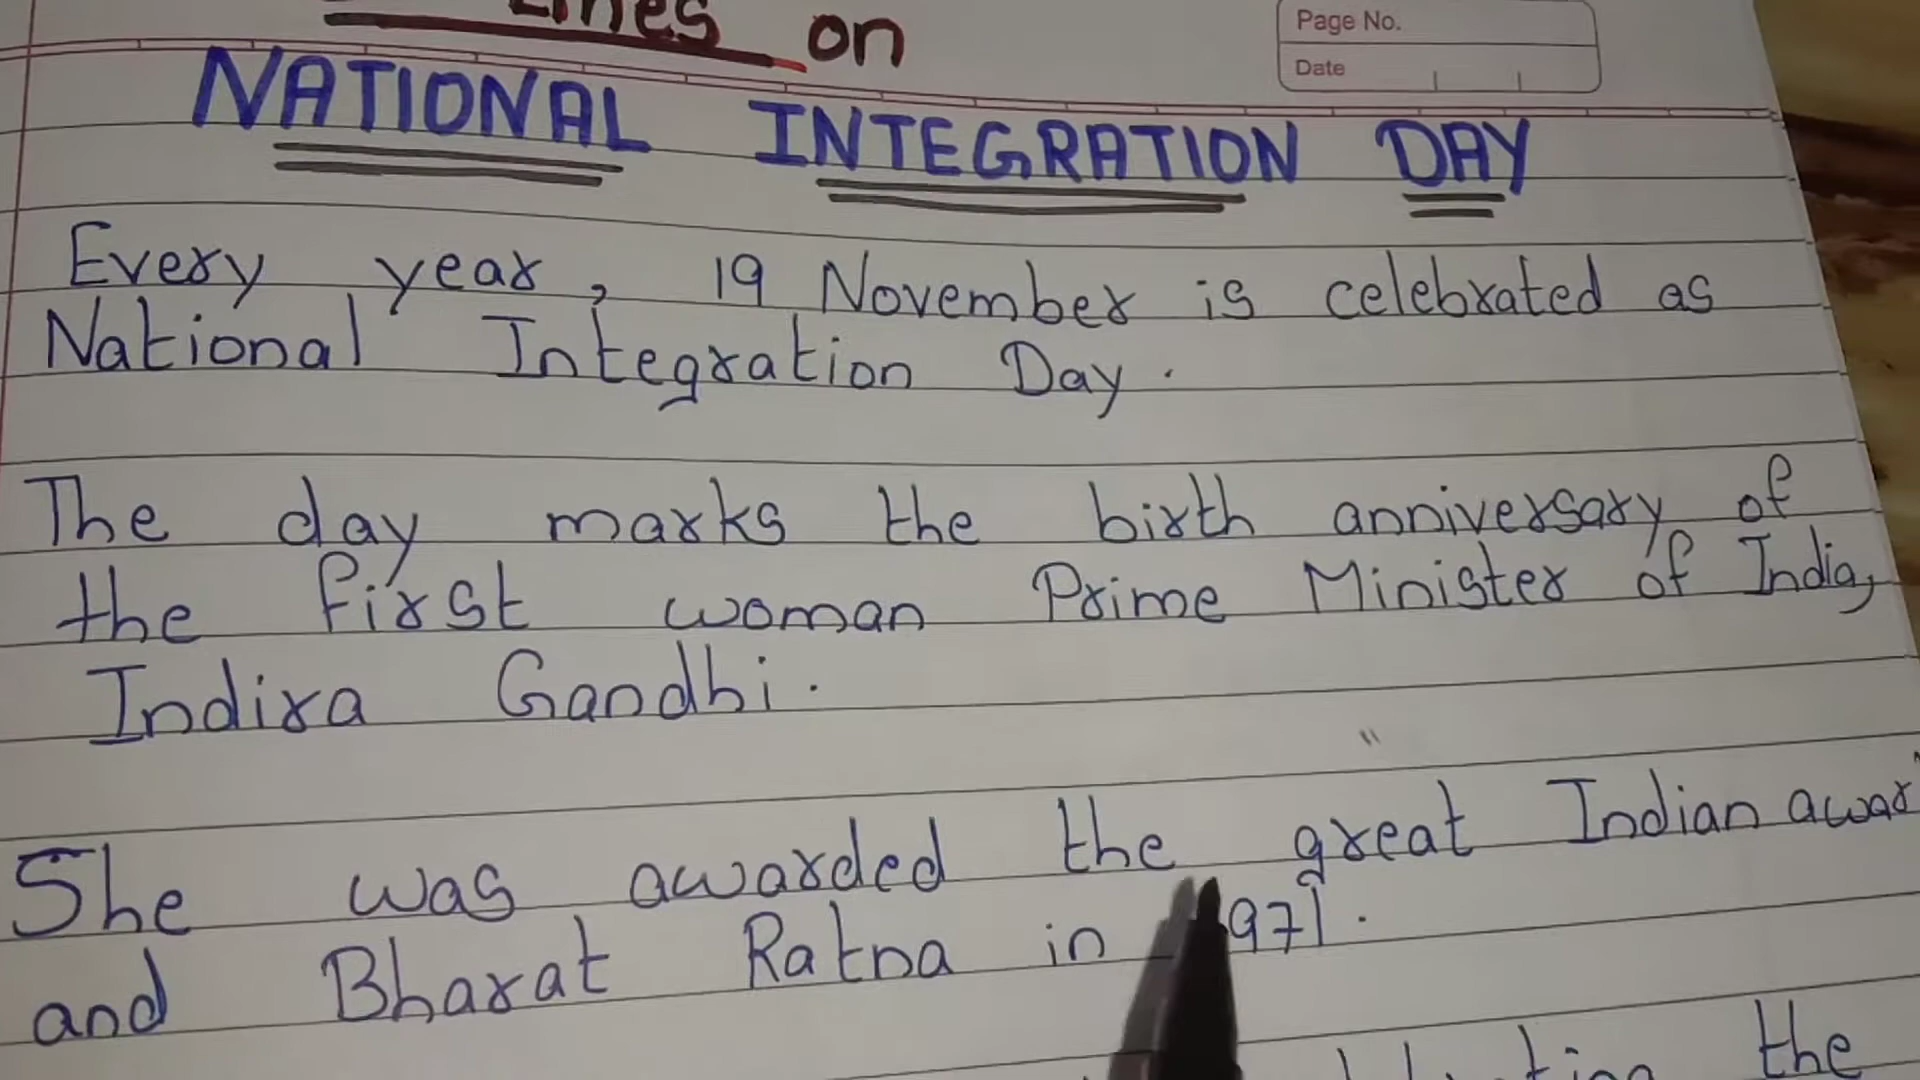 Lines on
Page No.
Date
NATIONAL INTEGRATION DAY
Every year, 19 November is celebrated as
National Integration Day.
The day marks the birth anniversary of
the first woman Prime Minister of India,
Indira Gandhi.
She was awarded the great Indian awar
and Bharat Ratna in 1971.
the